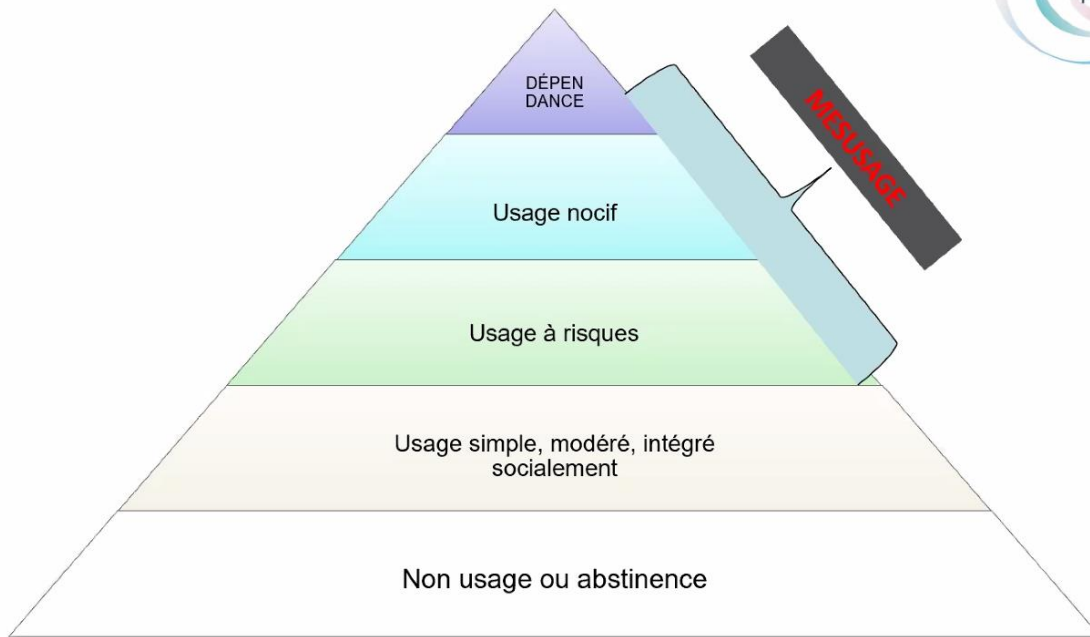 DÉPEN
DANCE
MESUSAGE
Usage nocif
Usage à risques
Usage simple, modéré, intégré
socialement
Non usage ou abstinence